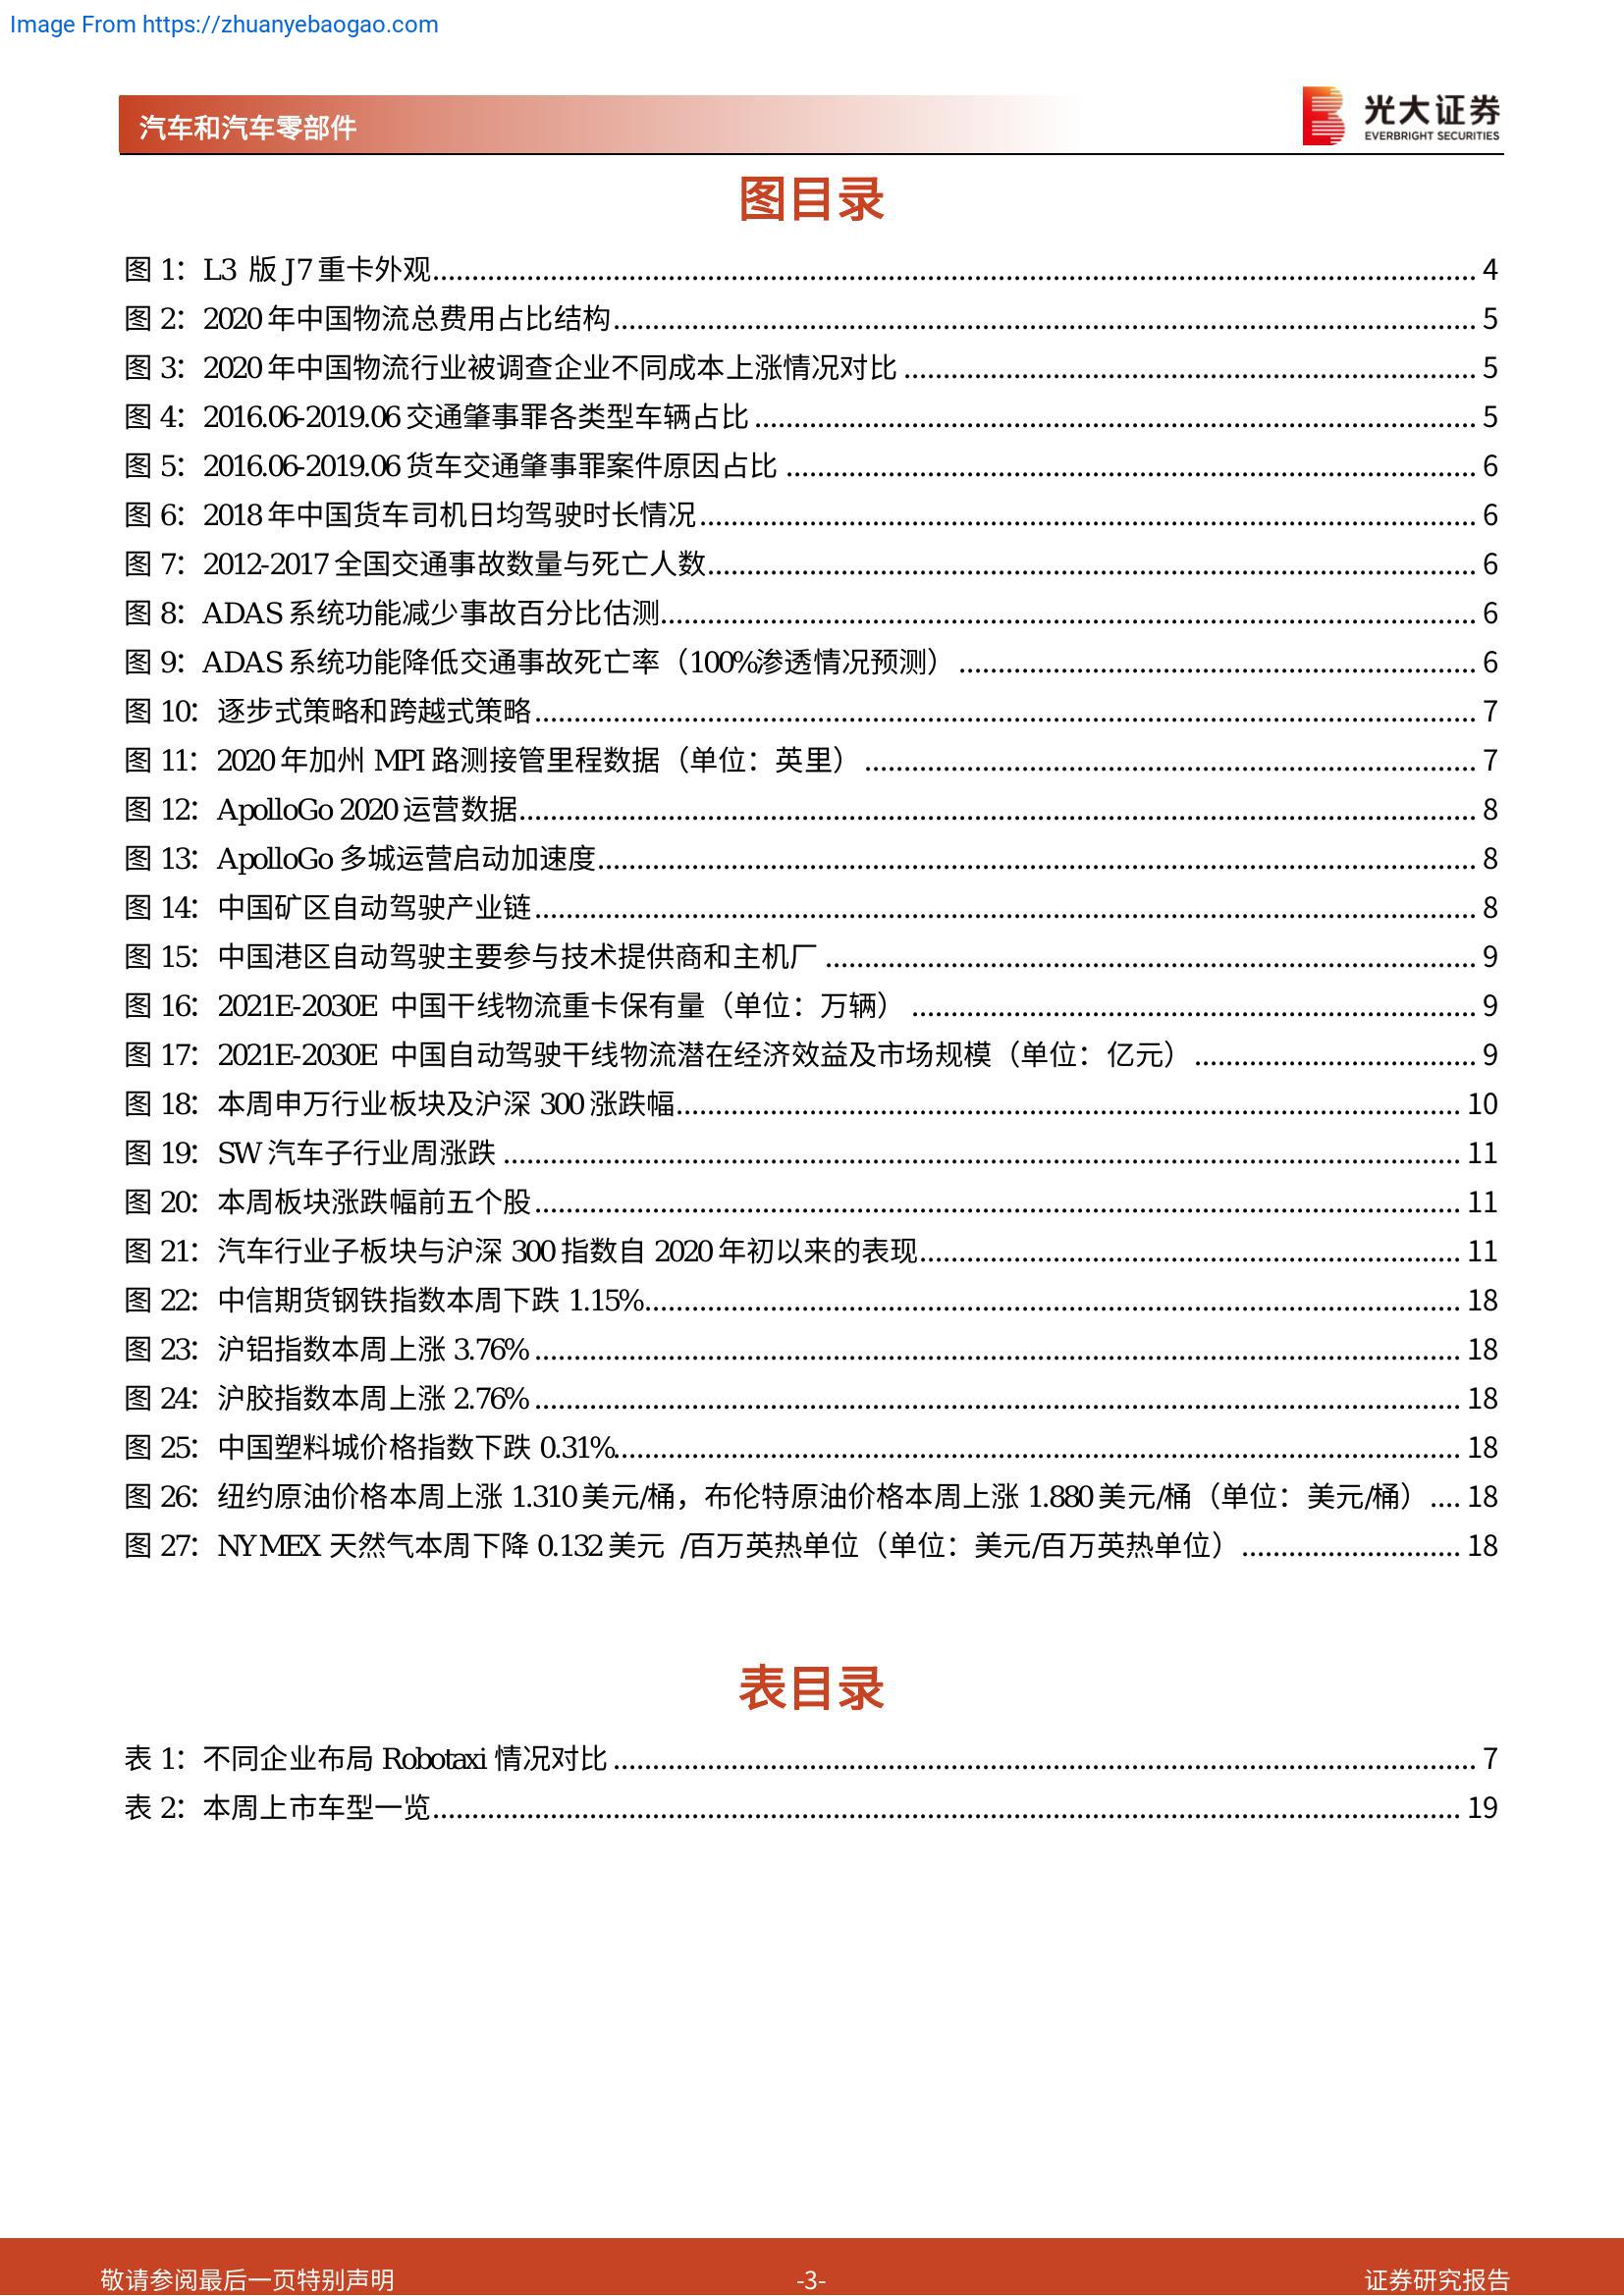 Image From https://zhuanyebaogao.com
汽车和汽车零部件
光大证券
EVERBRIGHT SECURITIES
图目录
图 1：L3 版 J7 重卡外观 4
图 2：2020 年中国物流总费用占比结构 5
图 3：2020 年中国物流行业被调查企业不同成本上涨情况对比 5
图 4：2016.06-2019.06 交通肇事罪各类型车辆占比 5
图 5：2016.06-2019.06 货车交通肇事罪案件原因占比 6
图 6：2018 年中国货车司机日均驾驶时长情况 6
图 7：2012-2017 全国交通事故数量与死亡人数 6
图 8：ADAS 系统功能减少事故百分比估测 6
图 9：ADAS 系统功能降低交通事故死亡率（100%渗透情况预测） 6
图 10：逐步式策略和跨越式策略 7
图 11：2020 年加州 MPI 路测接管里程数据（单位：英里） 7
图 12：ApolloGo 2020 运营数据 8
图 13：ApolloGo 多城运营启动加速度 8
图 14：中国矿区自动驾驶产业链 8
图 15：中国港区自动驾驶主要参与技术提供商和主机厂 9
图 16：2021E-2030E 中国干线物流重卡保有量（单位：万辆） 9
图 17：2021E-2030E 中国自动驾驶干线物流潜在经济效益及市场规模（单位：亿元） 9
图 18：本周申万行业板块及沪深 300 涨跌幅 10
图 19：SW 汽车子行业周涨跌 11
图 20：本周板块涨跌幅前五个股 11
图 21：汽车行业子板块与沪深 300 指数自 2020 年初以来的表现 11
图 22：中信期货钢铁指数本周下跌 1.15% 18
图 23：沪铝指数本周上涨 3.76% 18
图 24：沪胶指数本周上涨 2.76% 18
图 25：中国塑料城价格指数下跌 0.31% 18
图 26：纽约原油价格本周上涨 1.310 美元/桶，布伦特原油价格本周上涨 1.880 美元/桶（单位：美元/桶） 18
图 27：NYMEX 天然气本周下降 0.132 美元 /百万英热单位（单位：美元/百万英热单位） 18
表目录
表 1：不同企业布局 Robotaxi 情况对比 7
表 2：本周上市车型一览 19
敬请参阅最后一页特别声明 -3- 证券研究报告